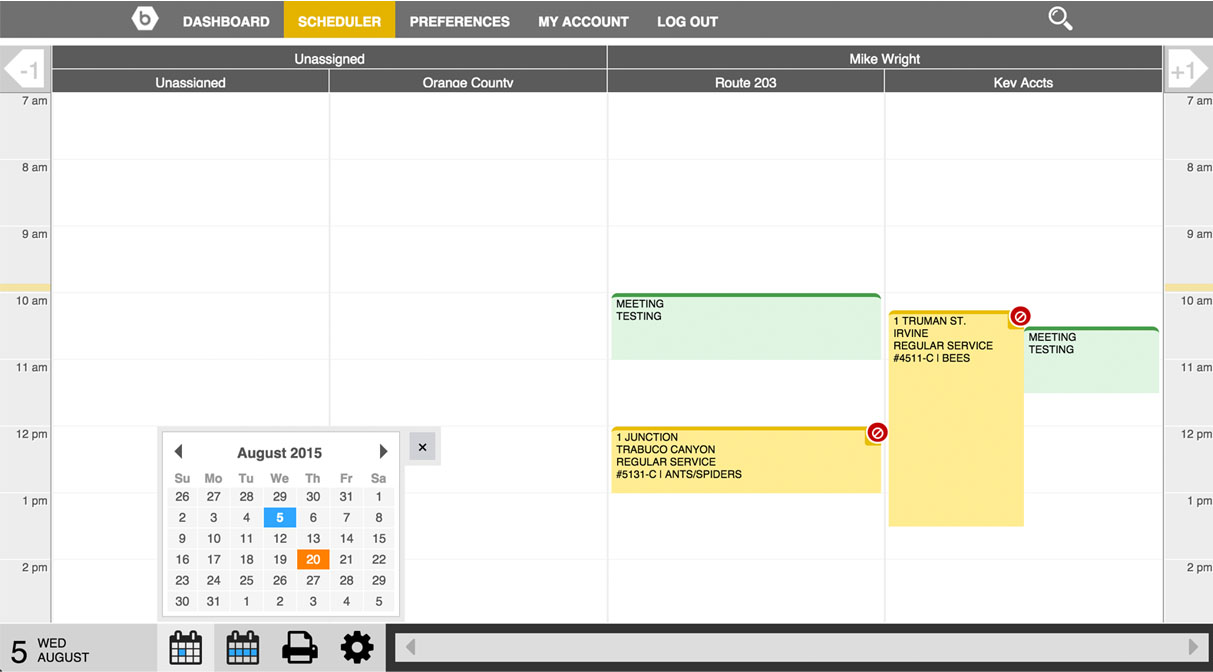 b DASHBOARD SCHEDULER PREFERENCES MY ACCOUNT LOG OUT
-1 Unassigned Mike Wright +1
Unassigned Orange County Route 203 Key Accts
7 am 7 am
8 am 8 am
9 am 9 am
10 am 10 am
MEETING
TESTING
1 TRUMAN ST.
IRVINE
REGULAR SERVICE
#4511-C | BEES
MEETING
TESTING
11 am 11 am
12 pm 12 pm
1 JUNCTION
TRABUCO CANYON
REGULAR SERVICE
#5131-C | ANTS/SPIDERS
1 pm 1 pm
2 pm 2 pm
August 2015 ×
Su Mo Tu We Th Fr Sa
26 27 28 29 30 31 1
2 3 4 5 6 7 8
9 10 11 12 13 14 15
16 17 18 19 20 21 22
23 24 25 26 27 28 29
30 31 1 2 3 4 5
5 WED
AUGUST